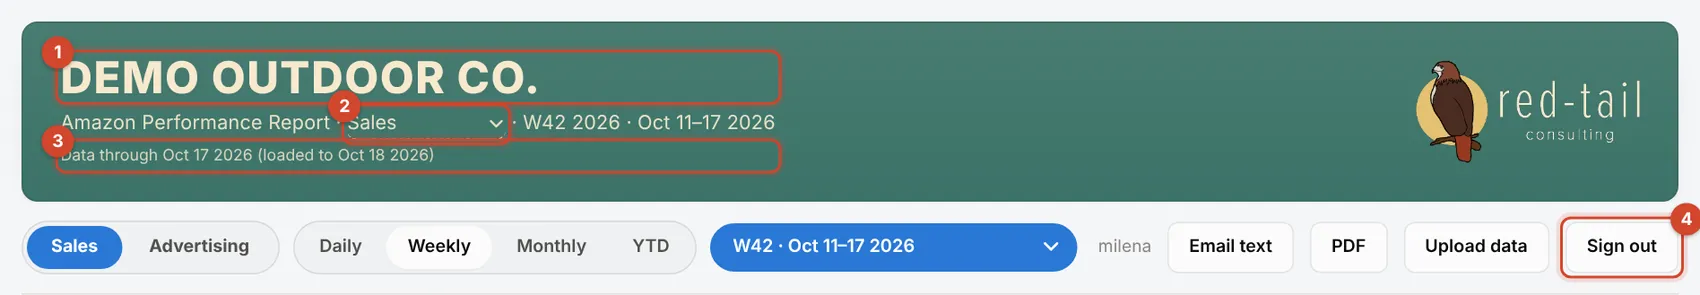 1
DEMO OUTDOOR CO.
2
Amazon Performance Report · Sales · W42 2026 · Oct 11–17 2026
3
Data through Oct 17 2026 (loaded to Oct 18 2026)
red-tail
consulting
4
Sales Advertising Daily Weekly Monthly YTD W42 · Oct 11–17 2026 milena Email text PDF Upload data Sign out